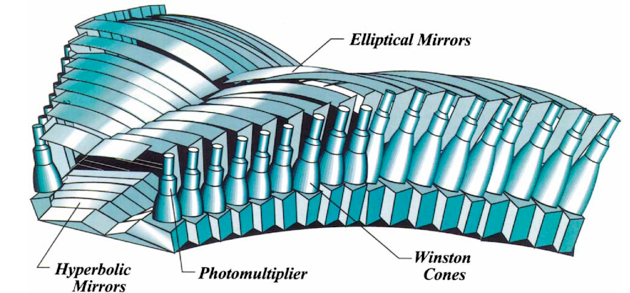 Elliptical Mirrors
Hyperbolic
Mirrors
Photomultiplier
Winston
Cones